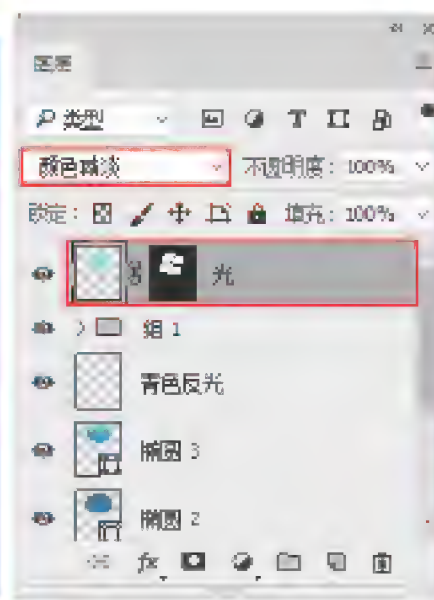 图层
类型
颜色减淡 不透明度: 100%
锁定: 填充: 100%
光
组 1
青色反光
椭圆 3
椭圆 2
fx